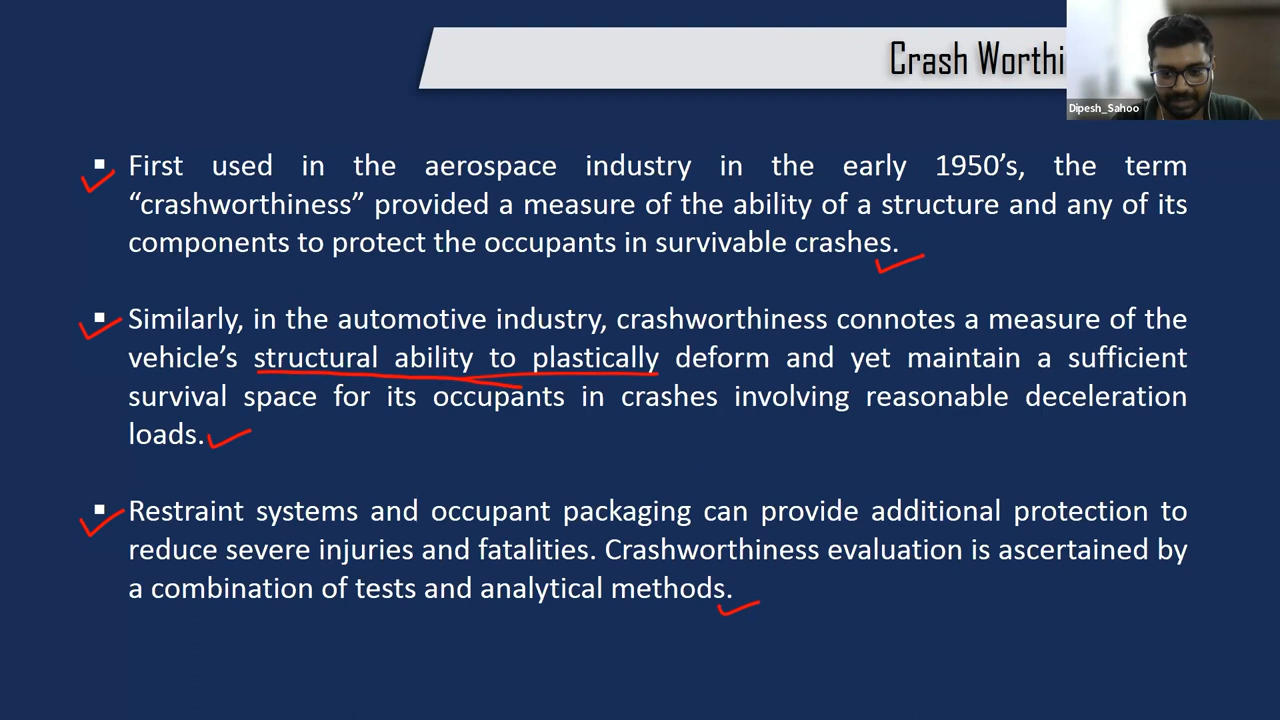 Crash Worthi
Dipesh_Sahoo
First used in the aerospace industry in the early 1950’s, the term
“crashworthiness” provided a measure of the ability of a structure and any of its
components to protect the occupants in survivable crashes.
Similarly, in the automotive industry, crashworthiness connotes a measure of the
vehicle’s structural ability to plastically deform and yet maintain a sufficient
survival space for its occupants in crashes involving reasonable deceleration
loads.
Restraint systems and occupant packaging can provide additional protection to
reduce severe injuries and fatalities. Crashworthiness evaluation is ascertained by
a combination of tests and analytical methods.